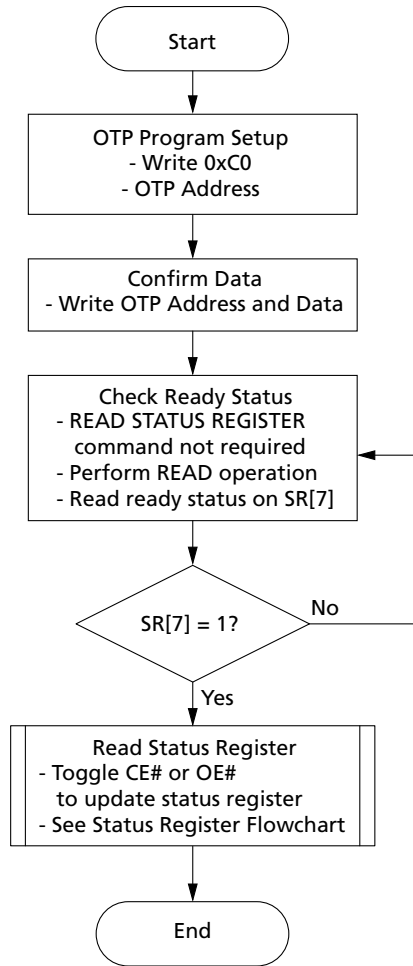 Start
OTP Program Setup
- Write 0xC0
- OTP Address
Confirm Data
- Write OTP Address and Data
Check Ready Status
- READ STATUS REGISTER
command not required
- Perform READ operation
- Read ready status on SR[7]
SR[7] = 1?
No
Yes
Read Status Register
- Toggle CE# or OE#
to update status register
- See Status Register Flowchart
End